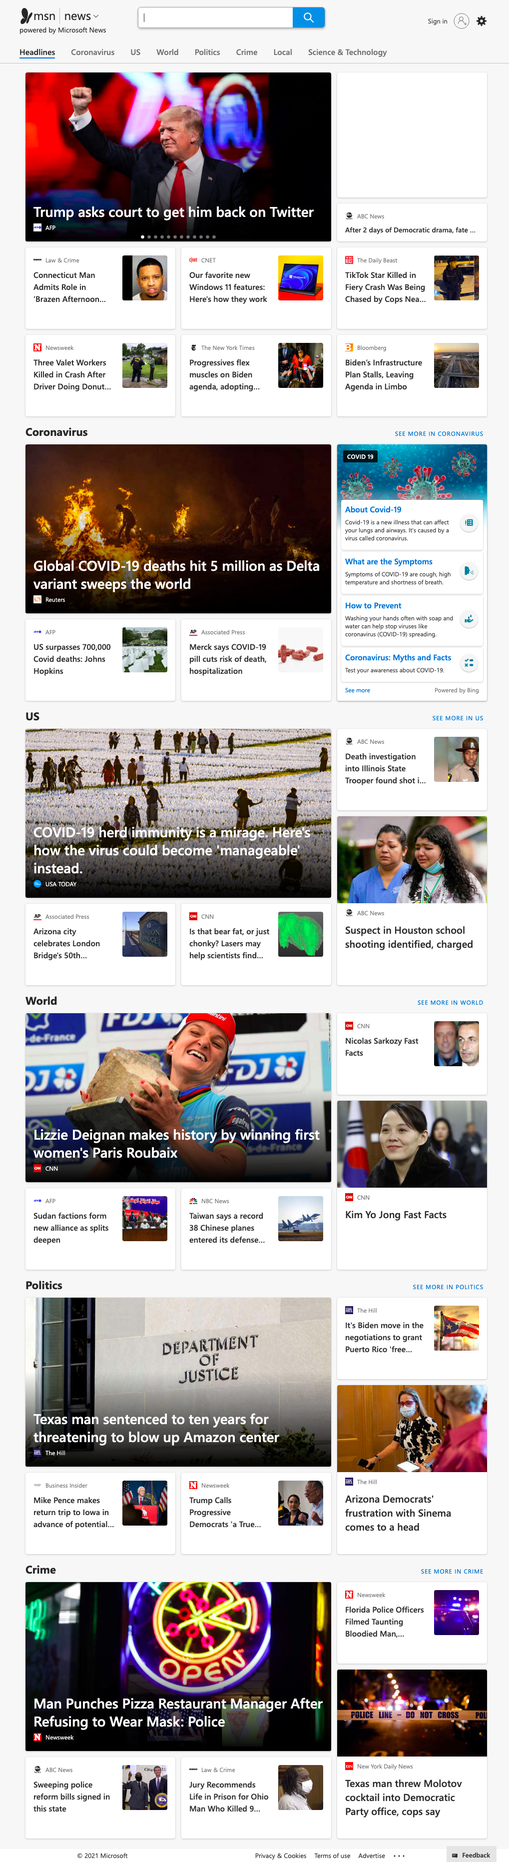 msn | news
powered by Microsoft News
Sign in
Headlines Coronavirus US World Politics Crime Local Science & Technology
Trump asks court to get him back on Twitter
AFP
ABC News
After 2 days of Democratic drama, fate ...
Law & Crime
Connecticut Man
Admits Role in
'Brazen Afternoon...
CNET
Our favorite new
Windows 11 features:
Here's how they work
The Daily Beast
TikTok Star Killed in
Fiery Crash Was Being
Chased by Cops Nea...
Newsweek
Three Valet Workers
Killed in Crash After
Driver Doing Donut...
The New York Times
Progressives flex
muscles on Biden
agenda, adopting...
Bloomberg
Biden's Infrastructure
Plan Stalls, Leaving
Agenda in Limbo
Coronavirus
SEE MORE IN CORONAVIRUS
Global COVID-19 deaths hit 5 million as Delta
variant sweeps the world
Reuters
COVID 19
About Covid-19
Covid-19 is a new illness that can affect
your lungs and airways. It's caused by a
virus called coronavirus.
What are the Symptoms
Symptoms of COVID-19 are cough, high
temperature and shortness of breath.
How to Prevent
Washing your hands often with soap and
water can help stop viruses like
coronavirus (COVID-19) spreading.
Coronavirus: Myths and Facts
Test your awareness about COVID-19.
See more
Powered by Bing
AFP
US surpasses 700,000
Covid deaths: Johns
Hopkins
Associated Press
Merck says COVID-19
pill cuts risk of death,
hospitalization
US
SEE MORE IN US
COVID-19 herd immunity is a mirage. Here's
how the virus could become 'manageable'
instead.
USA TODAY
ABC News
Death investigation
into Illinois State
Trooper found shot i...
ABC News
Suspect in Houston school
shooting identified, charged
AP Associated Press
Arizona city
celebrates London
Bridge's 50th...
CNN
Is that bear fat, or just
chonky? Lasers may
help scientists find...
World
SEE MORE IN WORLD
Lizzie Deignan makes history by winning first
women's Paris Roubaix
CNN
CNN
Nicolas Sarkozy Fast
Facts
CNN
Kim Yo Jong Fast Facts
AFP
Sudan factions form
new alliance as splits
deepen
NBC News
Taiwan says a record
38 Chinese planes
entered its defense...
Politics
SEE MORE IN POLITICS
DEPARTMENT
OF
JUSTICE
Texas man sentenced to ten years for
threatening to blow up Amazon center
The Hill
The Hill
It's Biden move in the
negotiations to grant
Puerto Rico 'free...
The Hill
Arizona Democrats'
frustration with Sinema
comes to a head
Business Insider
Mike Pence makes
return trip to Iowa in
advance of potential...
Newsweek
Trump Calls
Progressive
Democrats 'a True...
Crime
SEE MORE IN CRIME
OPEN
Man Punches Pizza Restaurant Manager After
Refusing to Wear Mask: Police
Newsweek
Newsweek
Florida Police Officers
Filmed Taunting
Bloodied Man,...
POLICE LINE - DO NOT CROSS
New York Daily News
Texas man threw Molotov
cocktail into Democratic
Party office, cops say
ABC News
Sweeping police
reform bills signed in
this state
Law & Crime
Jury Recommends
Life in Prison for Ohio
Man Who Killed 9...
© 2021 Microsoft
Privacy & Cookies Terms of use Advertise
Feedback